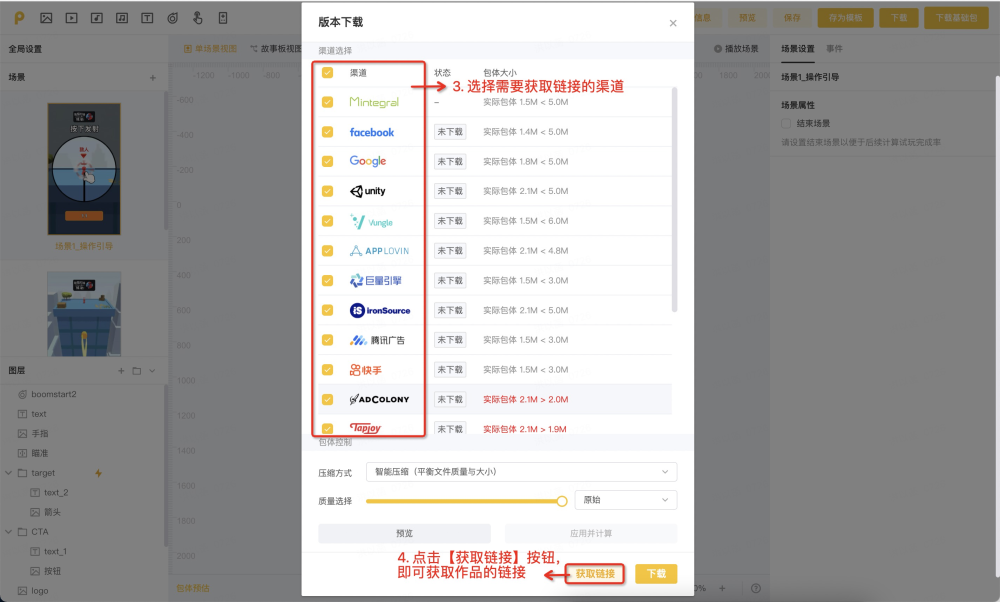 版本下载
渠道选择
渠道 状态 包体大小
3. 选择需要获取链接的渠道
Mintegral – 实际包体 1.5M < 5.0M
facebook 未下载 实际包体 1.4M < 5.0M
Google 未下载 实际包体 1.8M < 5.0M
unity 未下载 实际包体 2.1M < 5.0M
Vungle 未下载 实际包体 1.5M < 6.0M
APPLOVIN 未下载 实际包体 2.1M < 4.8M
巨量引擎 未下载 实际包体 1.5M < 3.0M
iS ironSource 未下载 实际包体 2.1M < 5.0M
腾讯广告 未下载 实际包体 1.5M < 3.0M
快手 未下载 实际包体 1.5M < 3.0M
ADCOLONY 未下载 实际包体 2.1M > 2.0M
Tapjoy 未下载 实际包体 2.1M > 1.9M
包体控制
压缩方式 智能压缩（平衡文件质量与大小）
质量选择 原始
预览 应用并计算
4. 点击【获取链接】按钮，
即可获取作品的链接
获取链接 下载
预览 保存 存为模板 下载 下载基础包
全局设置
单场景视图 故事板视图
播放场景
场景设置 事件
场景
场景1_操作引导
场景属性
结束场景
请设置结束场景以便于后续计算试玩完成率
-1200 -1000 -800
1800 2000
-600
-400
-200
0
200
400
600
800
1000
1200
1400
1600
1800
2000
按下发射
敌人
场景1_操作引导
图层
boomstart2
text
手指
瞄准
target
text_2
箭头
CTA
text_1
按钮
logo
包体预估